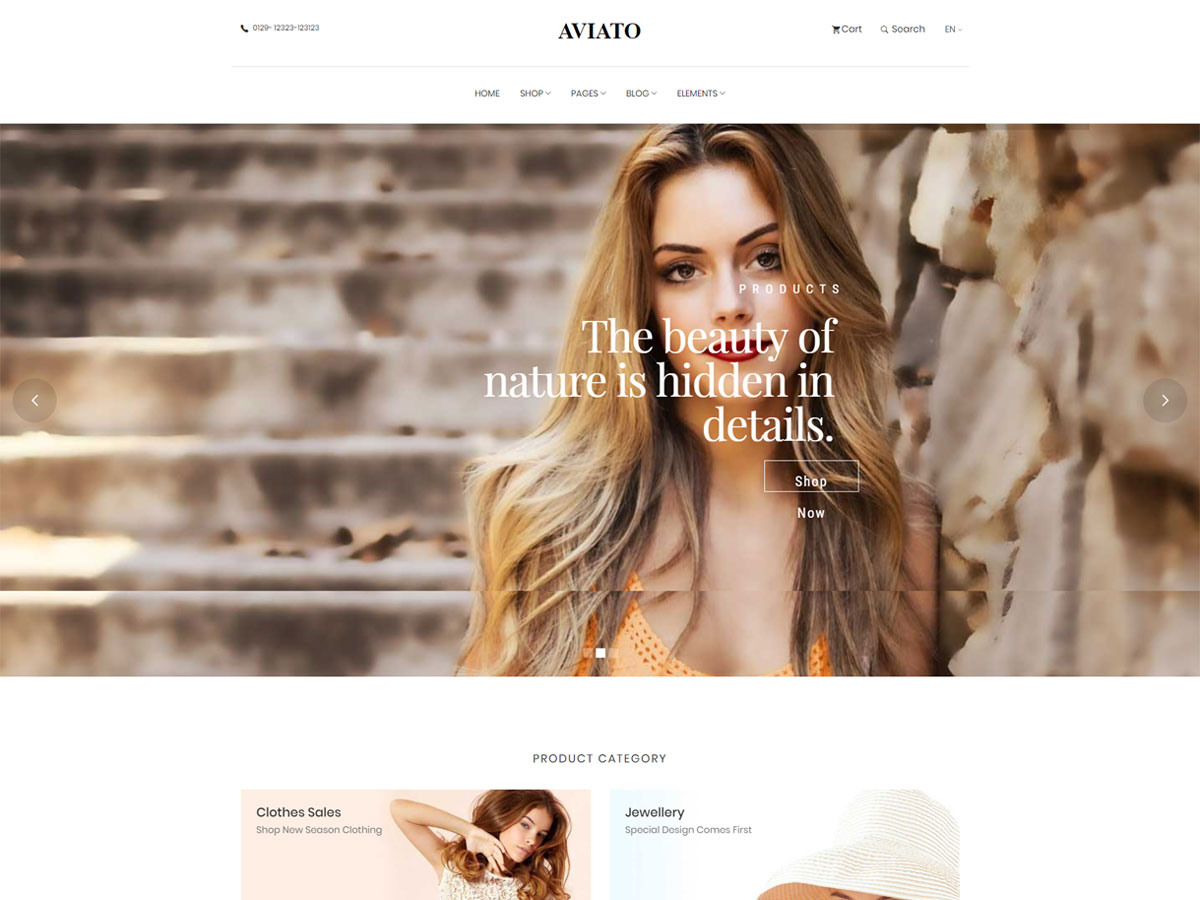 0129- 12323-123123
AVIATO
Cart
Search
EN
HOME
SHOP
PAGES
BLOG
ELEMENTS
PRODUCTS
The beauty of
nature is hidden in
details.
Shop
Now
PRODUCT CATEGORY
Clothes Sales
Shop New Season Clothing
Jewellery
Special Design Comes First